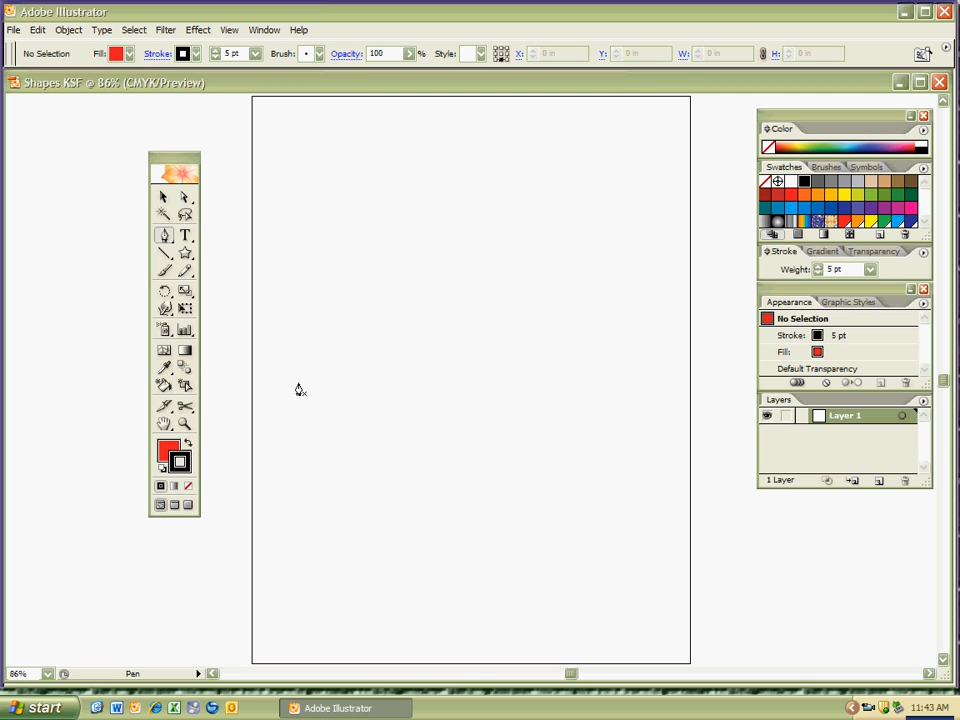 Adobe Illustrator
File Edit Object Type Select Filter Effect View Window Help
No Selection Fill: Stroke: 5 pt Brush: Opacity: 100 % Style: X: 0 in Y: 0 in W: 0 in H: 0 in
Shapes KSF @ 86% (CMYK/Preview)
Color
Swatches Brushes Symbols
Stroke Gradient Transparency
Weight: 5 pt
Appearance Graphic Styles
No Selection
Stroke: 5 pt
Fill:
Default Transparency
Layers
Layer 1
1 Layer
86% Pen
start Adobe Illustrator 11:43 AM